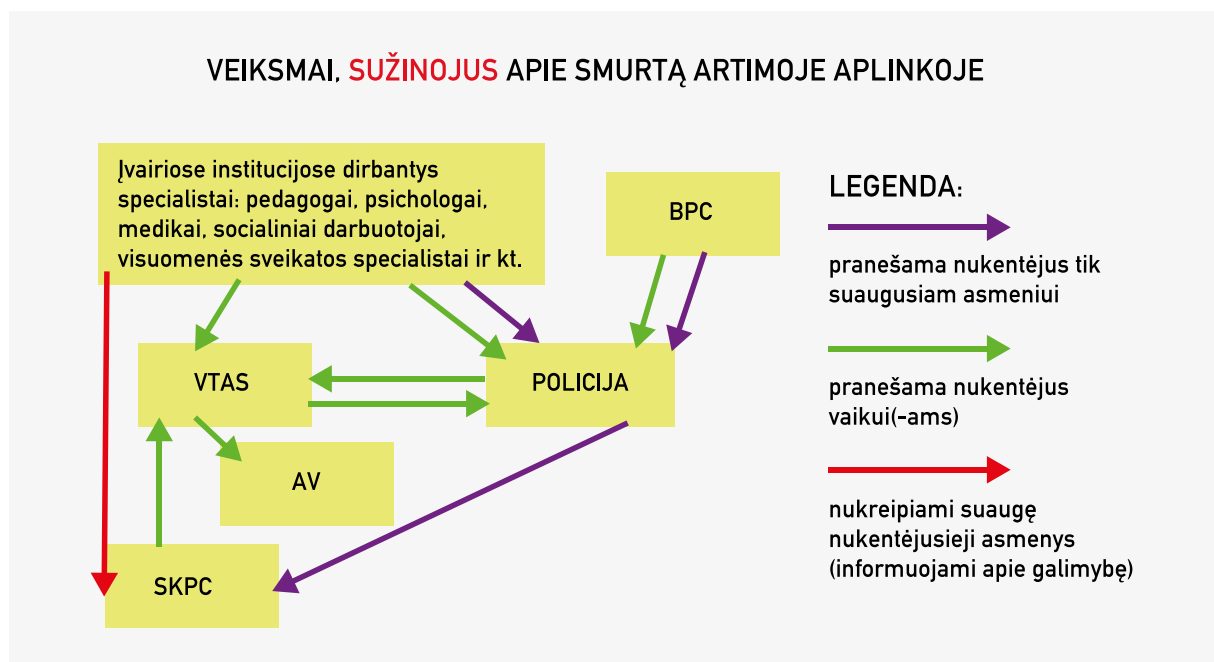 VEIKSMAI, SUŽINOJUS APIE SMURTĄ ARTIMOJE APLINKOJE
Įvairiose institucijose dirbantys
specialistai: pedagogai, psichologai,
medikai, socialiniai darbuotojai,
visuomenės sveikatos specialistai ir kt.
BPC
VTAS
POLICIJA
AV
SKPC
LEGENDA:
pranešama nukentėjus tik
suaugusiam asmeniui
pranešama nukentėjus
vaikui(-ams)
nukreipiami suaugę
nukentėjusieji asmenys
(informuojami apie galimybę)